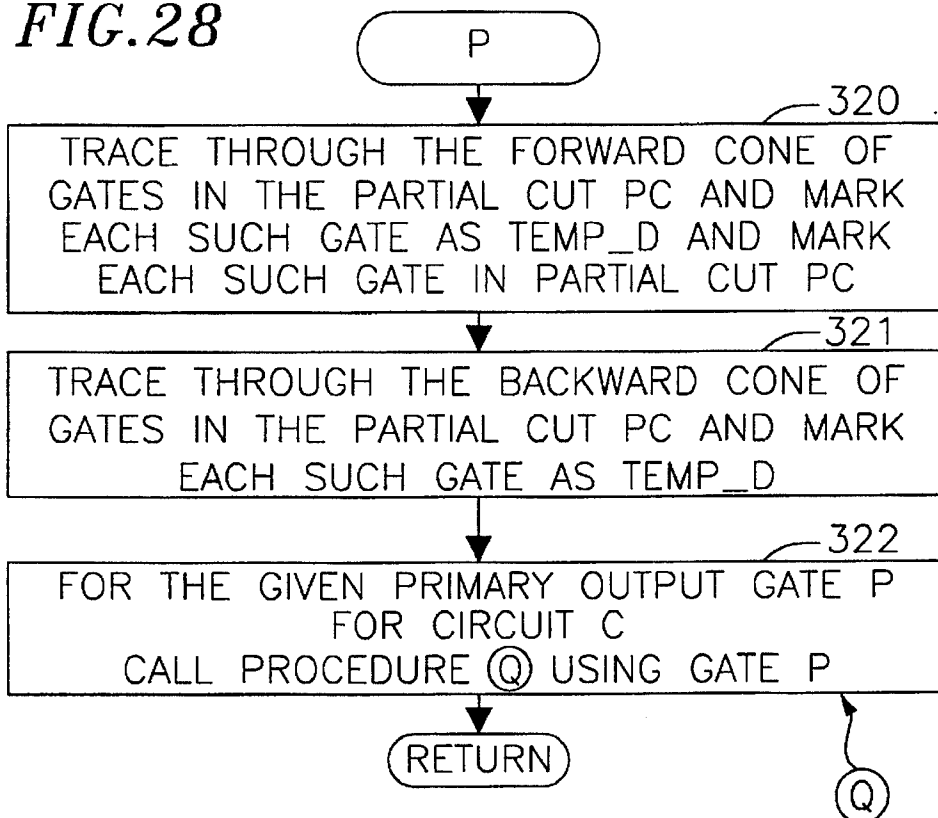 FIG.28
P
320
TRACE THROUGH THE FORWARD CONE OF
GATES IN THE PARTIAL CUT PC AND MARK
EACH SUCH GATE AS TEMP_D AND MARK
EACH SUCH GATE IN PARTIAL CUT PC
321
TRACE THROUGH THE BACKWARD CONE OF
GATES IN THE PARTIAL CUT PC AND MARK
EACH SUCH GATE AS TEMP_D
322
FOR THE GIVEN PRIMARY OUTPUT GATE P
FOR CIRCUIT C
CALL PROCEDURE Q USING GATE P
RETURN
Q